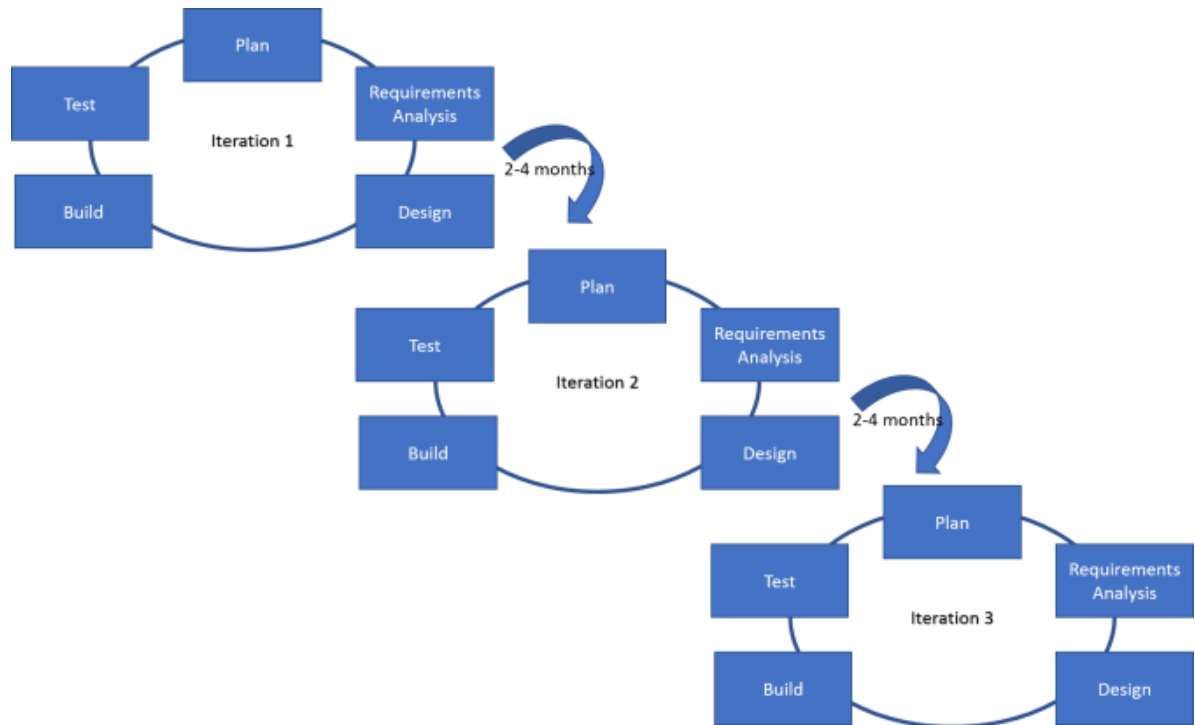 Plan
Test
Requirements
Analysis
Iteration 1
2-4 months
Build
Design
Plan
Test
Requirements
Analysis
Iteration 2
2-4 months
Build
Design
Plan
Test
Requirements
Analysis
Iteration 3
Build
Design